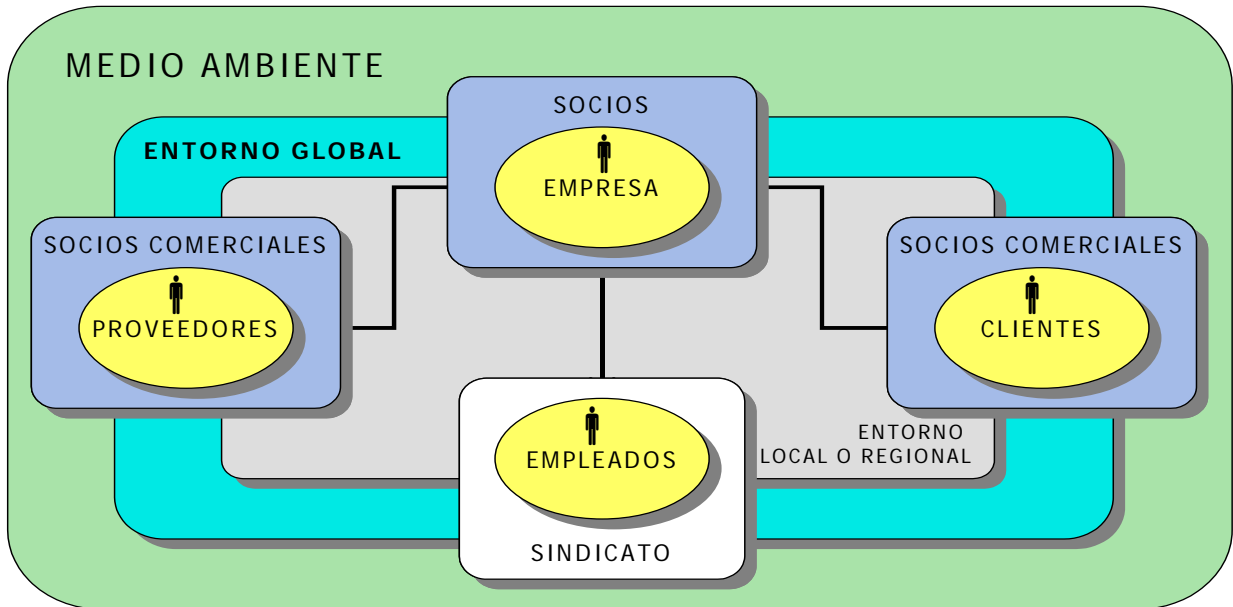 MEDIO AMBIENTE
SOCIOS
ENTORNO GLOBAL
EMPRESA
SOCIOS COMERCIALES
PROVEEDORES
SOCIOS COMERCIALES
CLIENTES
ENTORNO
LOCAL O REGIONAL
EMPLEADOS
SINDICATO